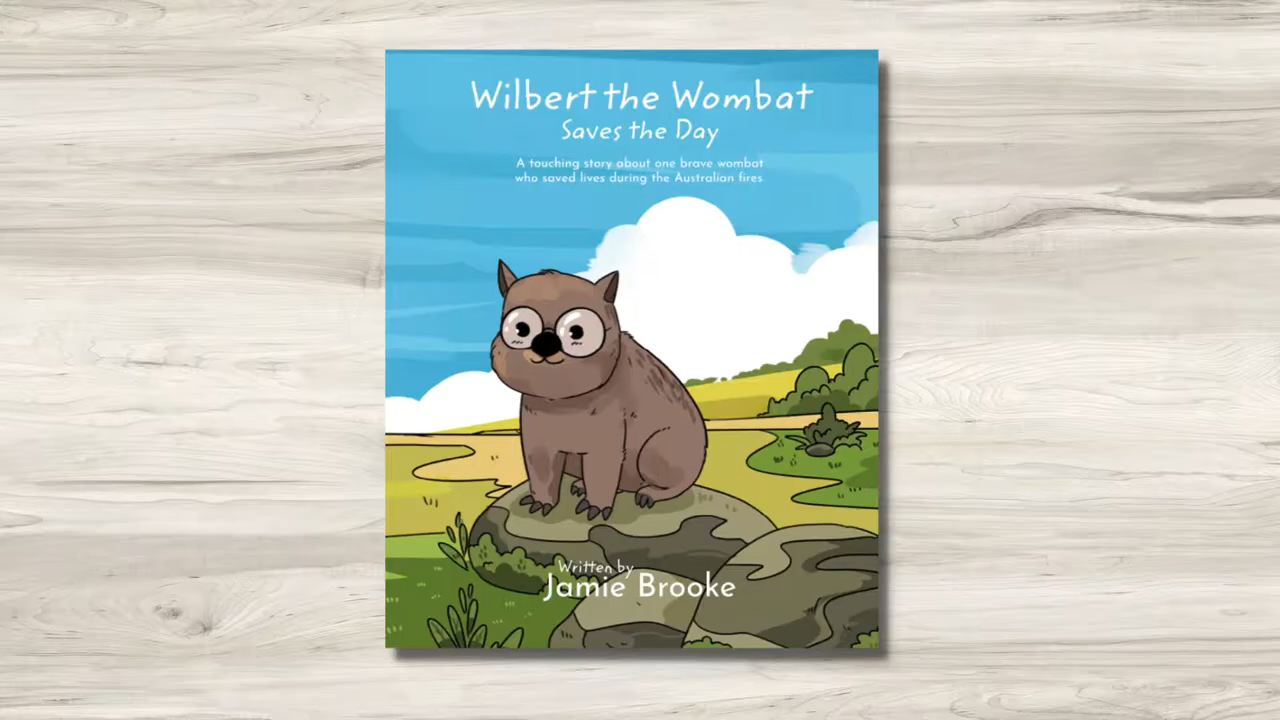 Wilbert the Wombat
Saves the Day
A touching story about one brave wombat
who saved lives during the Australian fires
Written by
Jamie Brooke